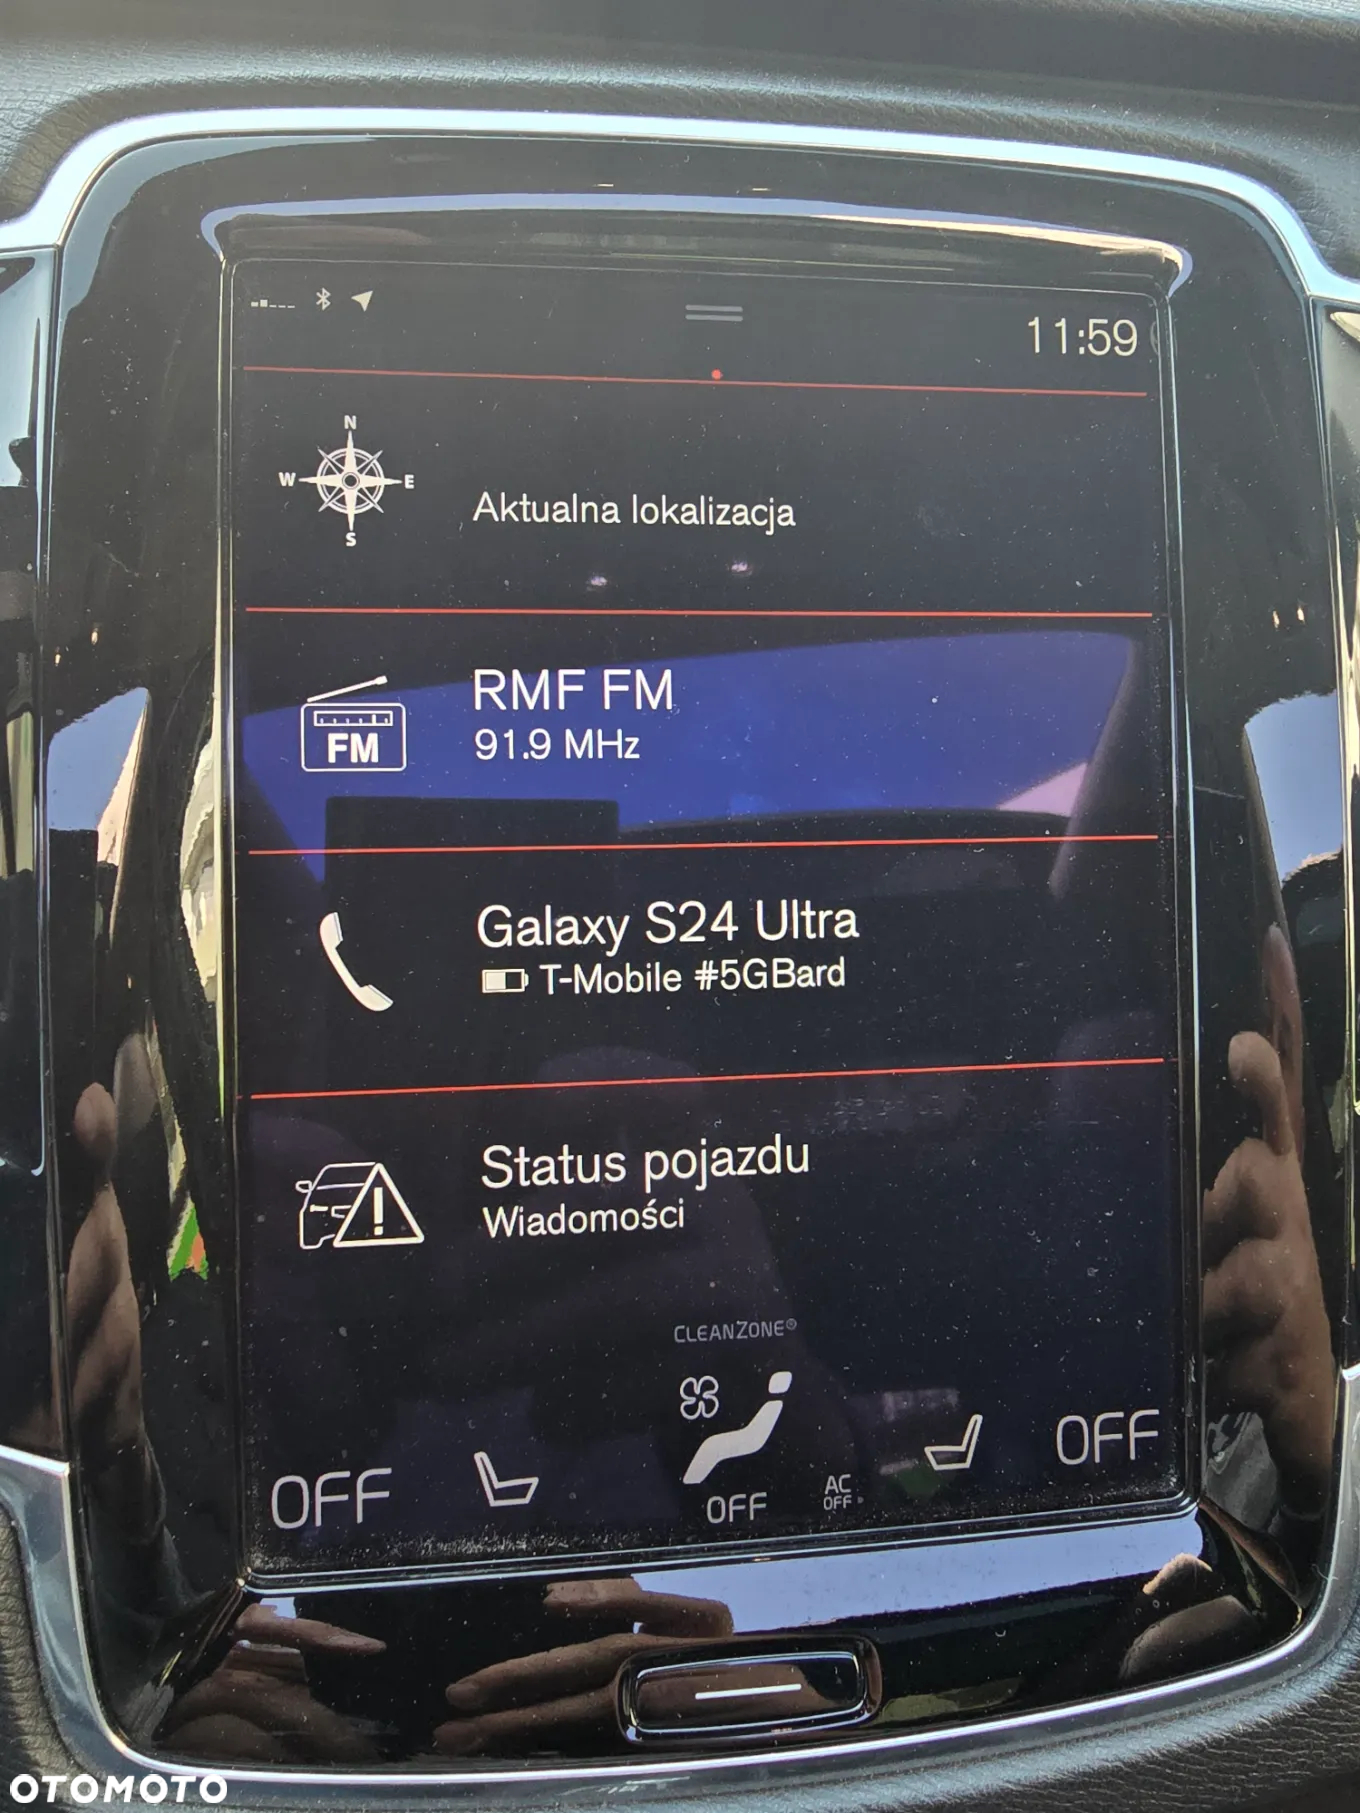 11:59
N
W E
S
Aktualna lokalizacja
FM
RMF FM
91.9 MHz
Galaxy S24 Ultra
T-Mobile #5GBard
Status pojazdu
Wiadomości
CLEANZONE®
OFF
OFF
AC
OFF
OFF
OTOMOTO